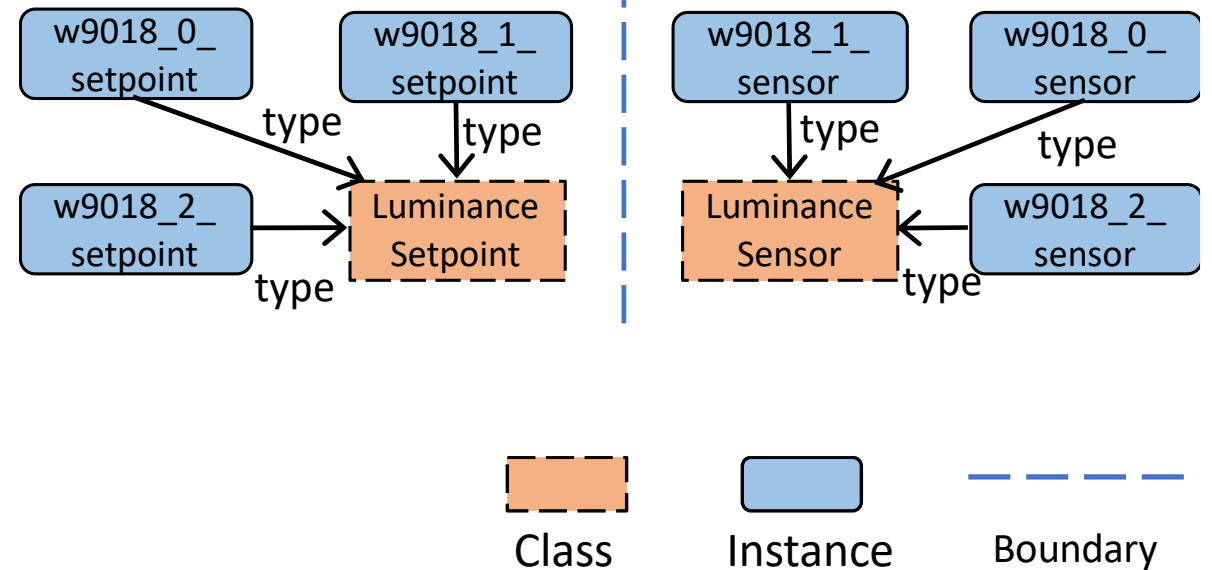 w9018_0_
setpoint
w9018_1_
setpoint
w9018_1_
sensor
w9018_0_
sensor
type
type
type
type
w9018_2_
setpoint
Luminance
Setpoint
Luminance
Sensor
w9018_2_
sensor
type
type
Class
Instance
Boundary